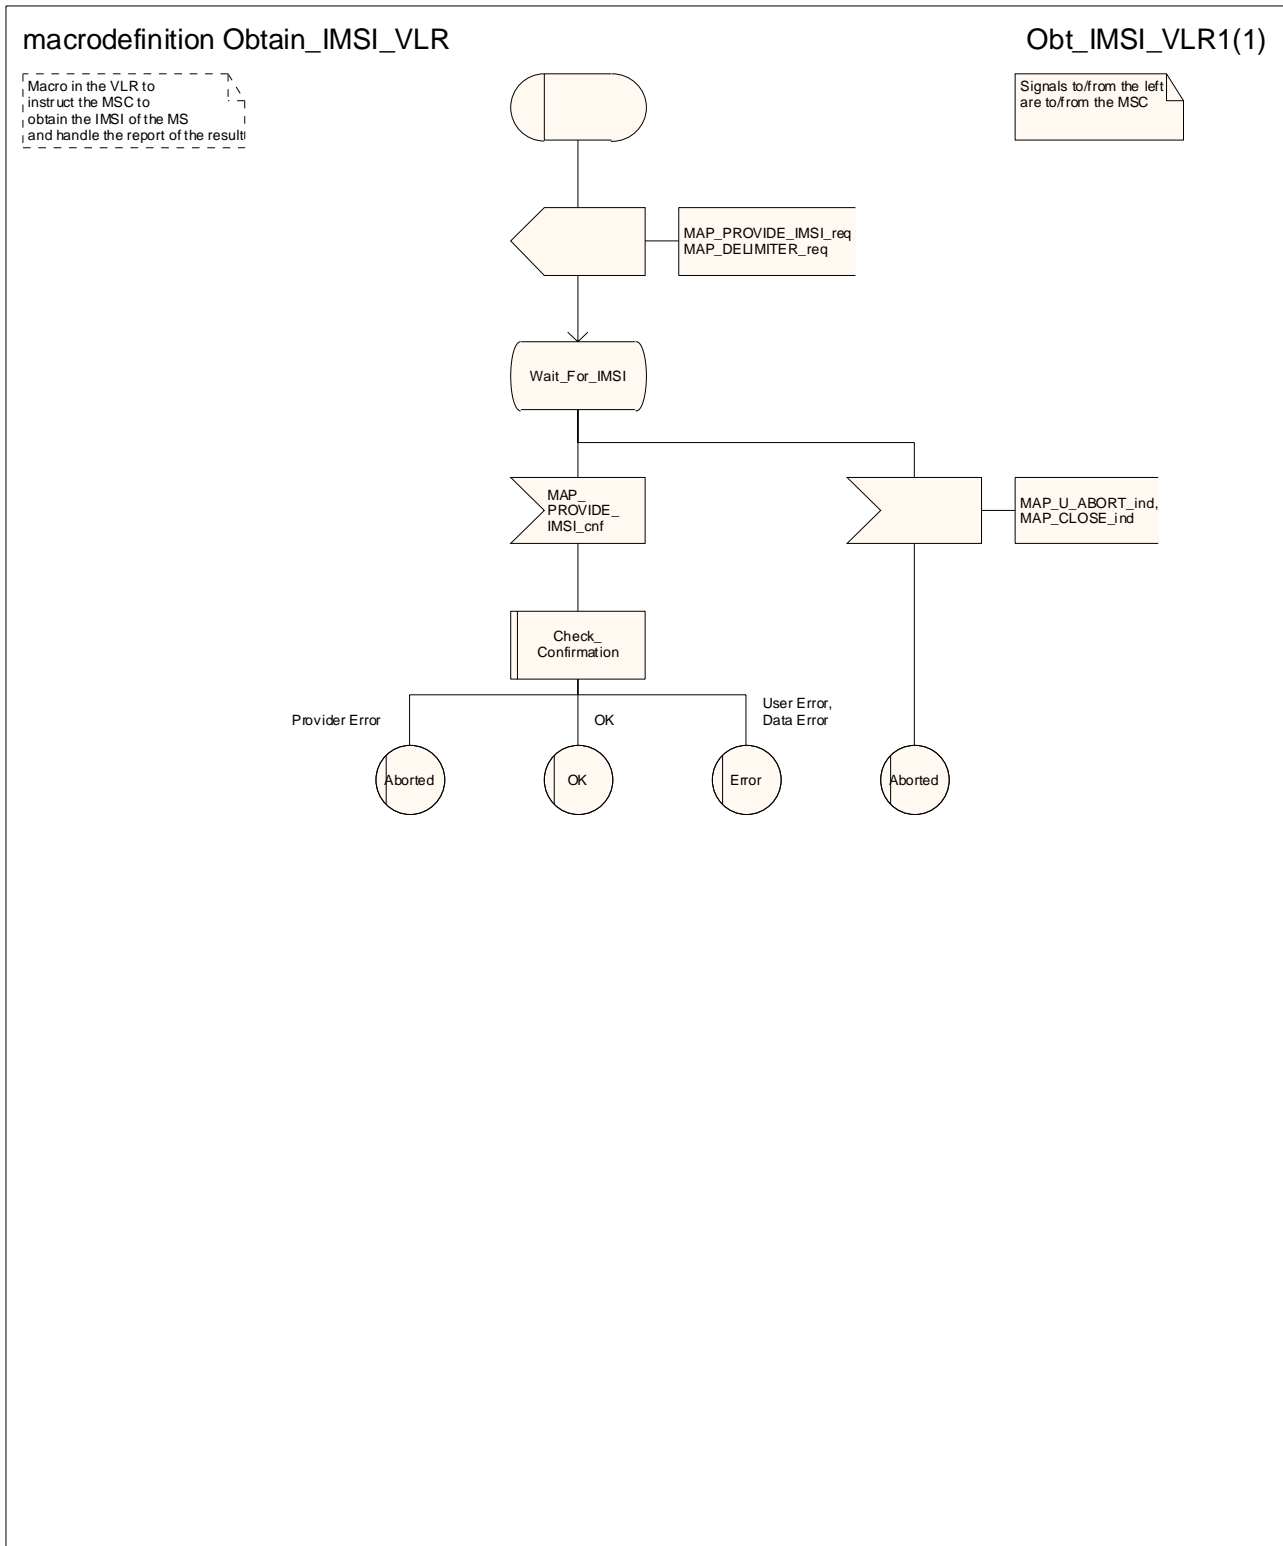 macrodefinition Obtain_IMSI_VLR
Obt_IMSI_VLR1(1)
Macro in the VLR to
instruct the MSC to
obtain the IMSI of the MS
and handle the report of the result
Signals to/from the left
are to/from the MSC
MAP_PROVIDE_IMSI_req
MAP_DELIMITER_req
Wait_For_IMSI
MAP_
PROVIDE_
IMSI_cnf
MAP_U_ABORT_ind,
MAP_CLOSE_ind
Check_
Confirmation
Provider Error
OK
User Error,
Data Error
Aborted
OK
Error
Aborted